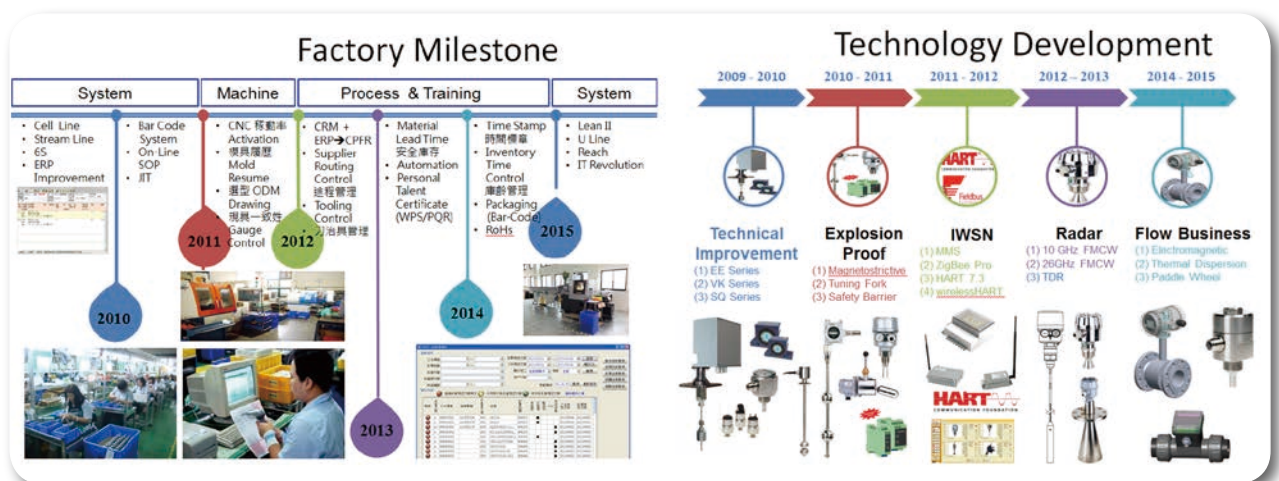 Factory Milestone
System
Machine
Process & Training
System
• Cell Line
• Stream Line
• 6S
• ERP
Improvement
• Bar Code
System
• On-Line
SOP
• JIT
• CNC 稼動率
Activation
• 模具履歷
Mold
Resume
• 選型 ODM
Drawing
• 現具一致性
Gauge
Control
• CRM +
ERP➔CPFR
• Supplier
Routing
Control
途程管理
• Tooling
Control
• 刀治具管理
• Material
Lead Time
安全庫存
• Automation
• Personal
Talent
Certificate
(WPS/PQR)
• Time Stamp
時間標章
• Inventory
Time
Control
庫齡管理
• Packaging
(Bar-Code)
• RoHs
• Lean II
• U Line
• Reach
• IT Revolution
2010
2011
2012
2013
2014
2015
Technology Development
2009 - 2010
2010 - 2011
2011 - 2012
2012 – 2013
2014 - 2015
HART
COMMUNICATION FOUNDATION
Fieldbus
Technical
Improvement
(1) EE Series
(2) VK Series
(3) SQ Series
Explosion
Proof
(1) Magnetostrictive
(2) Tuning Fork
(3) Safety Barrier
IWSN
(1) MMS
(2) ZigBee Pro
(3) HART 7.3
(4) wirelessHART
Radar
(1) 10 GHz FMCW
(2) 26GHz FMCW
(3) TDR
Flow Business
(1) Electromagnetic
(2) Thermal Dispersion
(3) Paddle Wheel
HART
COMMUNICATION FOUNDATION